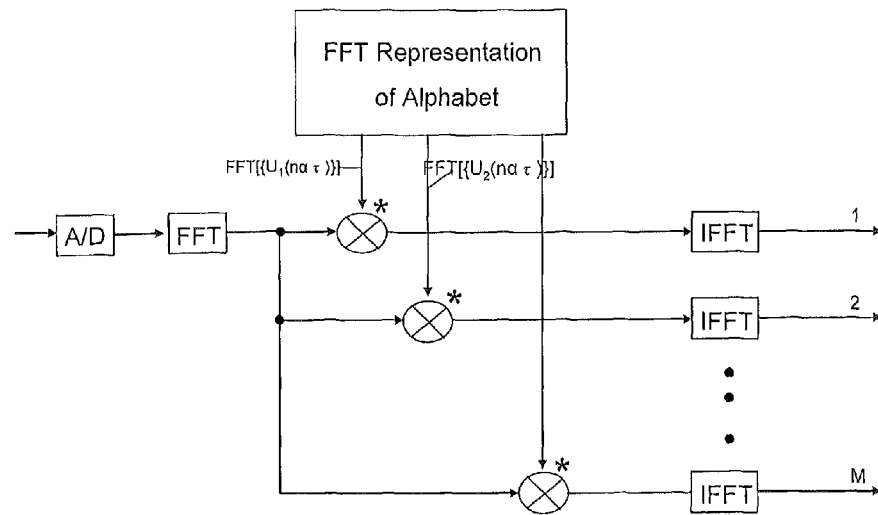 FFT Representation
of Alphabet
FFT[{U₁(nα τ )}]
FFT[{U₂(nα τ )}]
*
A/D
FFT
IFFT
1
*
IFFT
2
*
IFFT
M